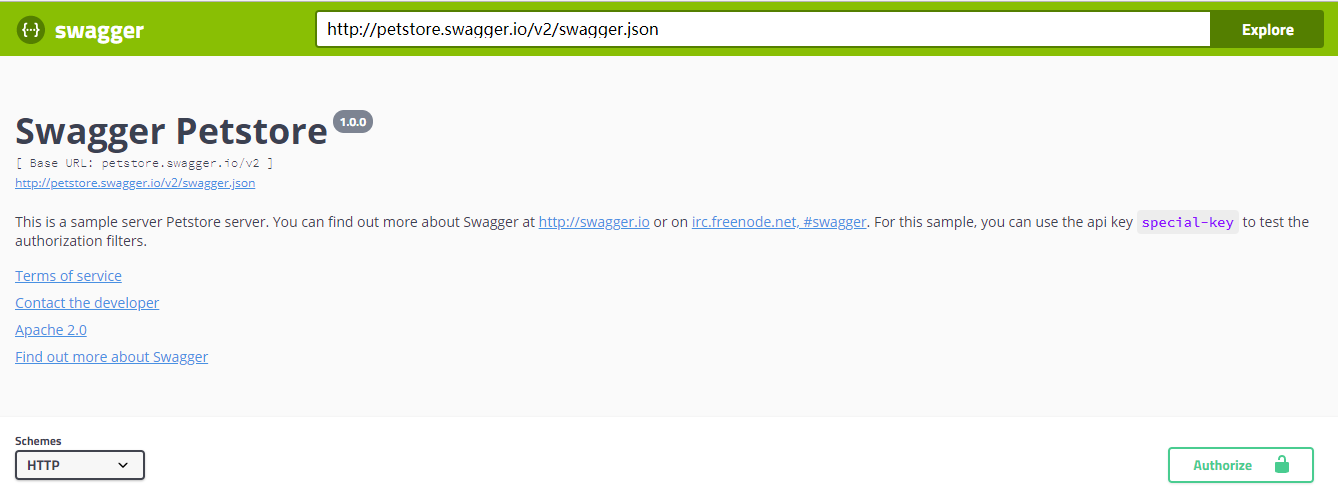 {··} swagger
http://petstore.swagger.io/v2/swagger.json
Explore
Swagger Petstore 1.0.0
[ Base URL: petstore.swagger.io/v2 ]
http://petstore.swagger.io/v2/swagger.json
This is a sample server Petstore server. You can find out more about Swagger at http://swagger.io or on irc.freenode.net, #swagger. For this sample, you can use the api key special-key to test the
authorization filters.
Terms of service
Contact the developer
Apache 2.0
Find out more about Swagger
Schemes
HTTP
Authorize